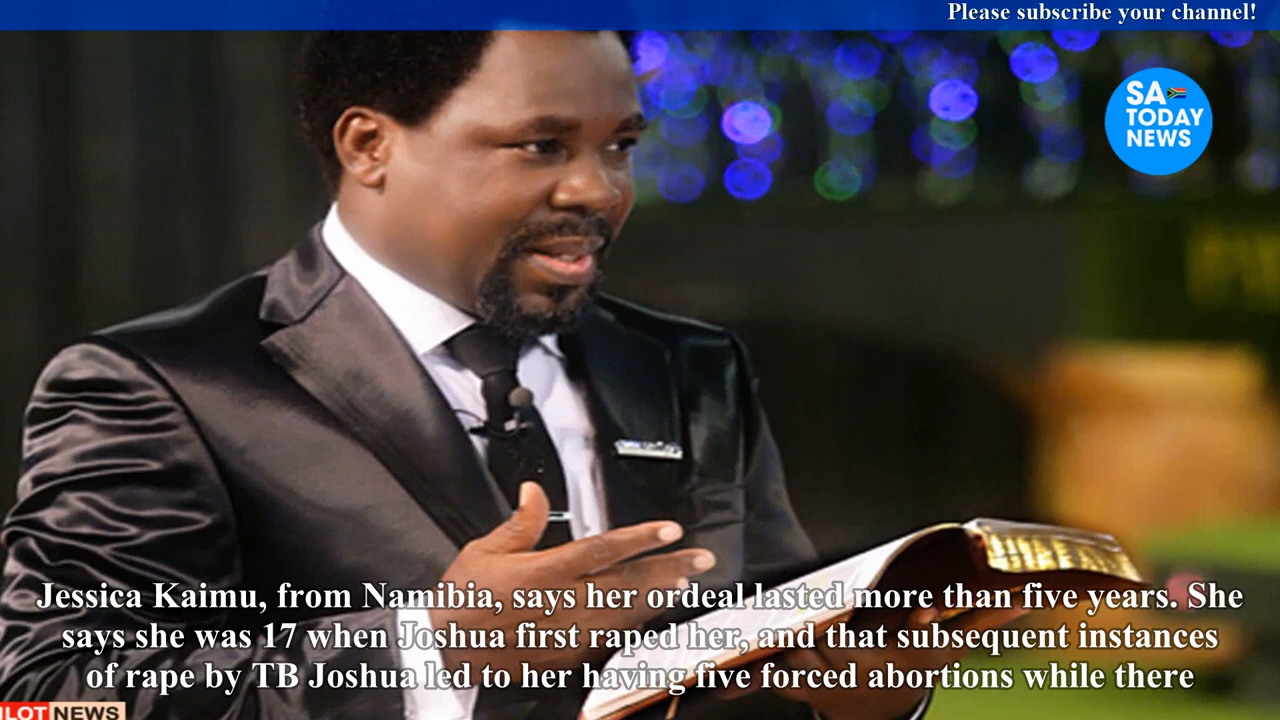 Please subscribe your channel!
SA
TODAY
NEWS
Jessica Kaimu, from Namibia, says her ordeal lasted more than five years. She
says she was 17 when Joshua first raped her, and that subsequent instances
of rape by TB Joshua led to her having five forced abortions while there
NEWS